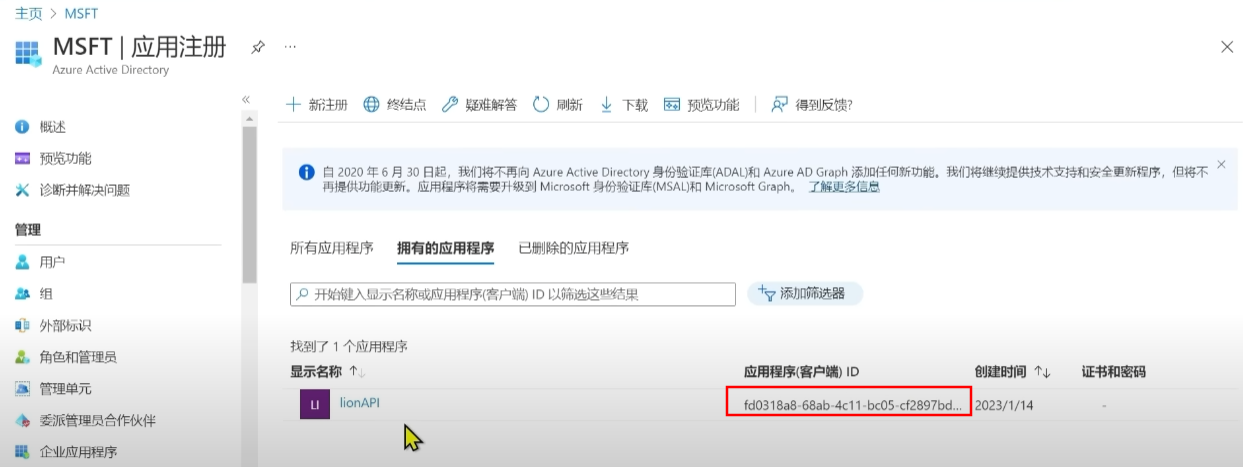 主页 > MSFT
MSFT | 应用注册 ...
Azure Active Directory
«
概述
预览功能
诊断并解决问题
管理
用户
组
外部标识
角色和管理员
管理单元
委派管理员合作伙伴
企业应用程序
新注册 终结点 疑难解答 刷新 下载 预览功能 得到反馈?
自 2020 年 6 月 30 日起，我们将不再向 Azure Active Directory 身份验证库(ADAL)和 Azure AD Graph 添加任何新功能。我们将继续提供技术支持和安全更新程序，但将不
再提供功能更新。应用程序将需要升级到 Microsoft 身份验证库(MSAL)和 Microsoft Graph。 了解更多信息
所有应用程序 拥有的应用程序 已删除的应用程序
开始键入显示名称或应用程序(客户端) ID 以筛选这些结果 添加筛选器
找到了 1 个应用程序
显示名称 ↑↓ 应用程序(客户端) ID 创建时间 ↑↓ 证书和密码
LI lionAPI fd0318a8-68ab-4c11-bc05-cf2897bd... 2023/1/14 -